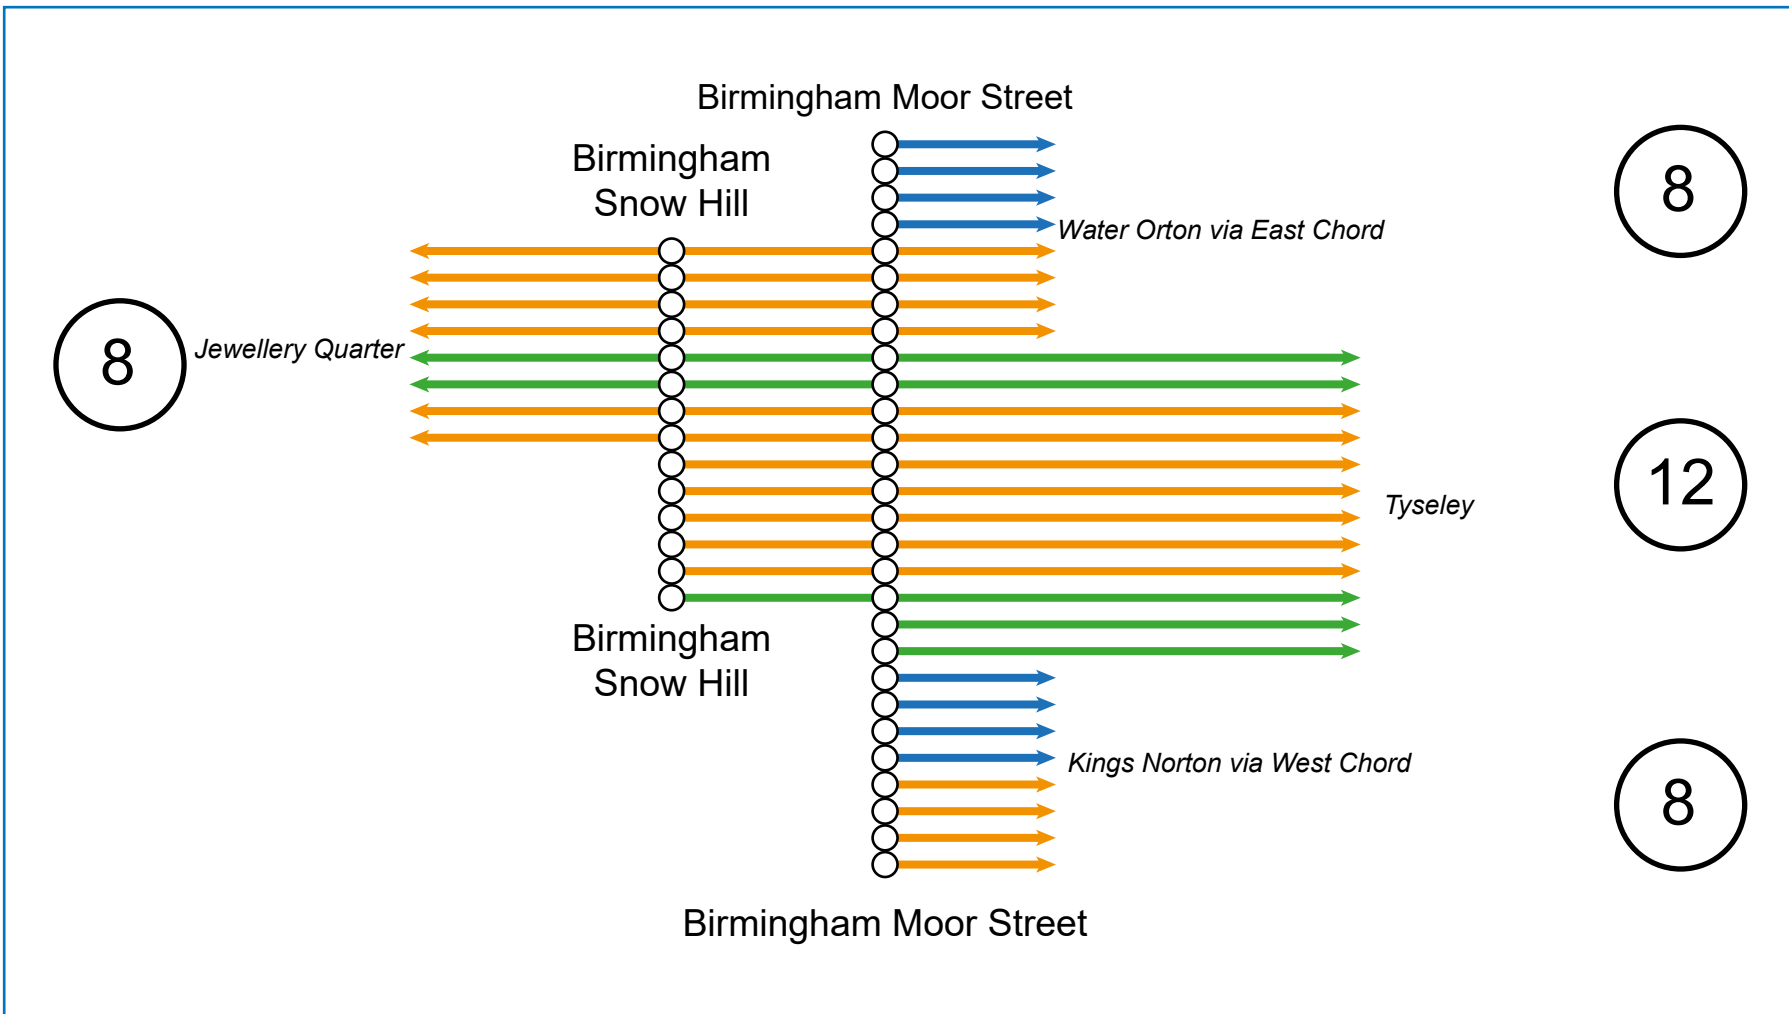 Birmingham Moor Street
Birmingham
Snow Hill
8
Water Orton via East Chord
8
Jewellery Quarter
12
Tyseley
Birmingham
Snow Hill
Kings Norton via West Chord
8
Birmingham Moor Street